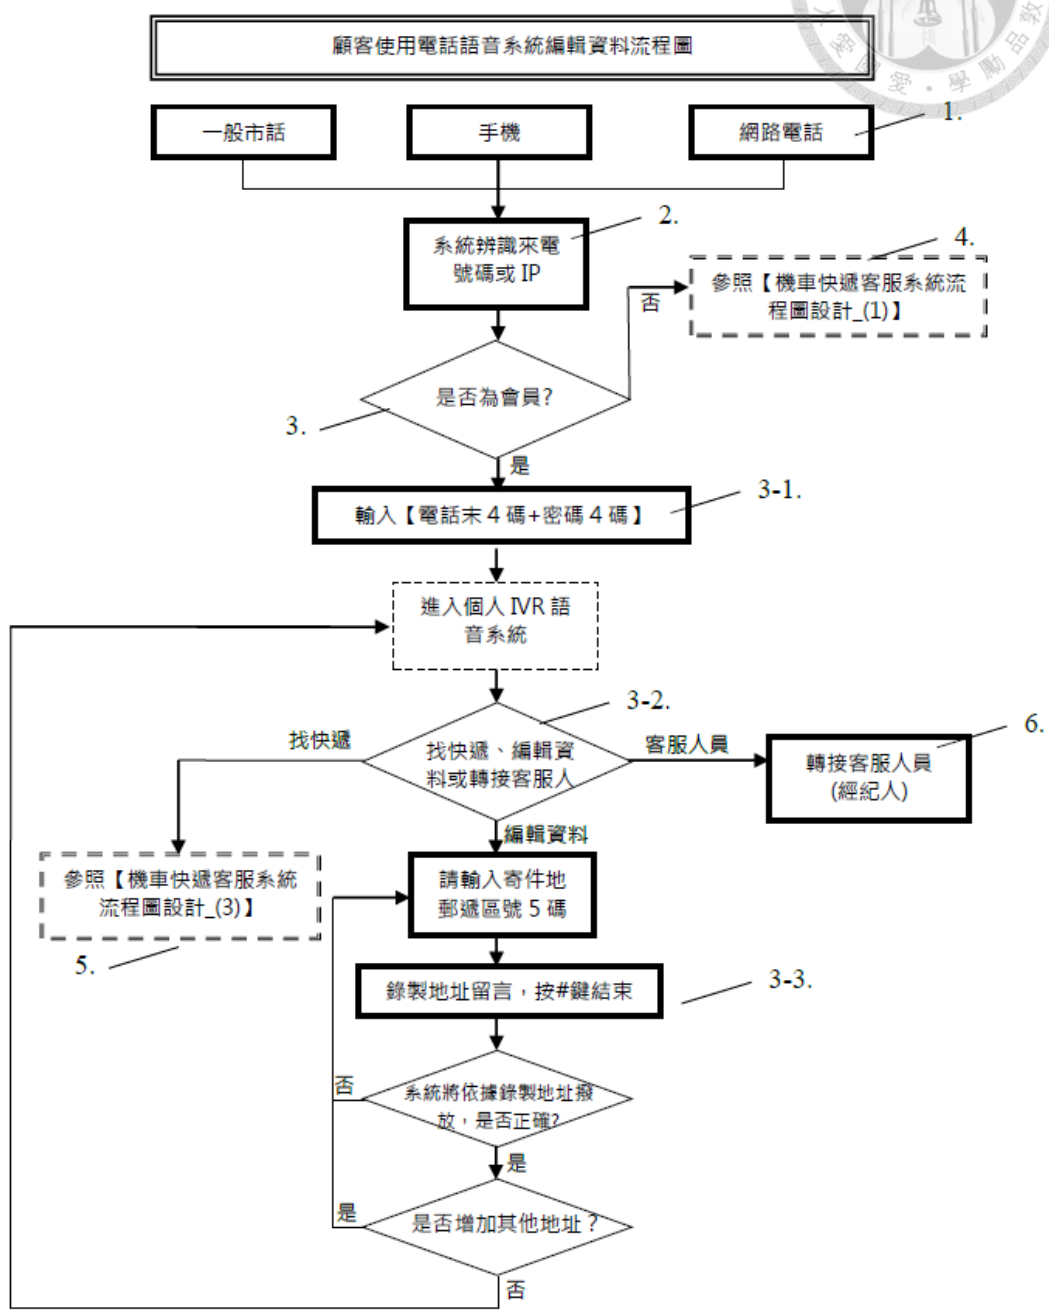 顧客使用電話語音系統編輯資料流程圖
一般市話
手機
網路電話
1.
2.
系統辨識來電
號碼或 IP
4.
參照【機車快遞客服系統流
程圖設計_(1)】
否
是否為會員?
3.
是
3-1.
輸入【電話末 4 碼+密碼 4 碼】
進入個人 IVR 語
音系統
3-2.
找快遞
找快遞、編輯資
料或轉接客服人
客服人員
6.
轉接客服人員
(經紀人)
編輯資料
參照【機車快遞客服系統
流程圖設計_(3)】
5.
請輸入寄件地
郵遞區號 5 碼
錄製地址留言，按#鍵結束
3-3.
否
系統將依據錄製地址撥
放，是否正確?
是
是
是否增加其他地址？
否
愛國愛人・學勵品敦